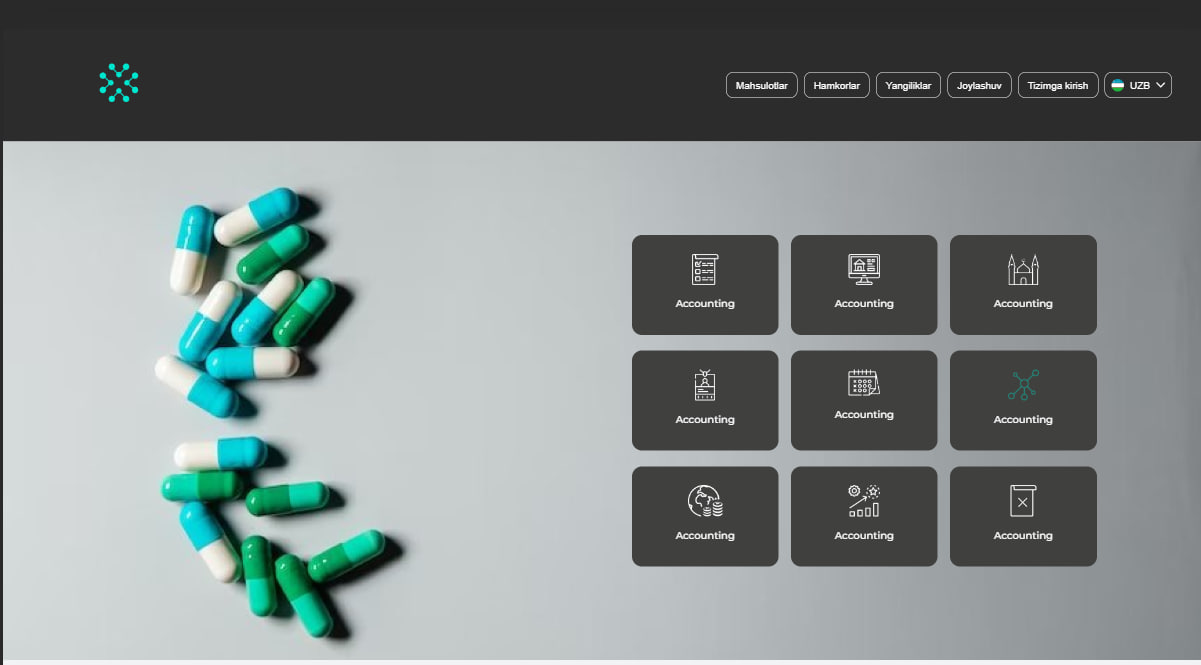 Mahsulotlar
Hamkorlar
Yangiliklar
Joylashuv
Tizimga kirish
UZB
Accounting
Accounting
Accounting
Accounting
Accounting
Accounting
Accounting
Accounting
Accounting